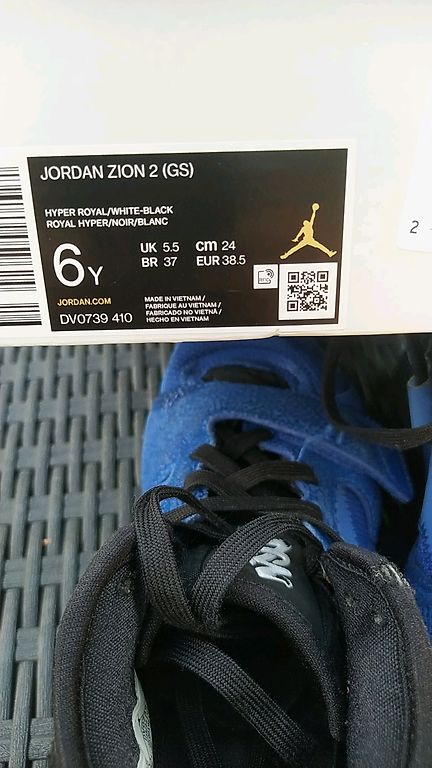 JORDAN ZION 2 (GS)
HYPER ROYAL/WHITE-BLACK
ROYAL HYPER/NOIR/BLANC
6Y
UK 5.5 cm 24
BR 37 EUR 38.5
JORDAN.COM
DV0739 410
MADE IN VIETNAM /
FABRIQUE AU VIETNAM /
FABRICADO NO VIETNÃ /
HECHO EN VIETNAM
2